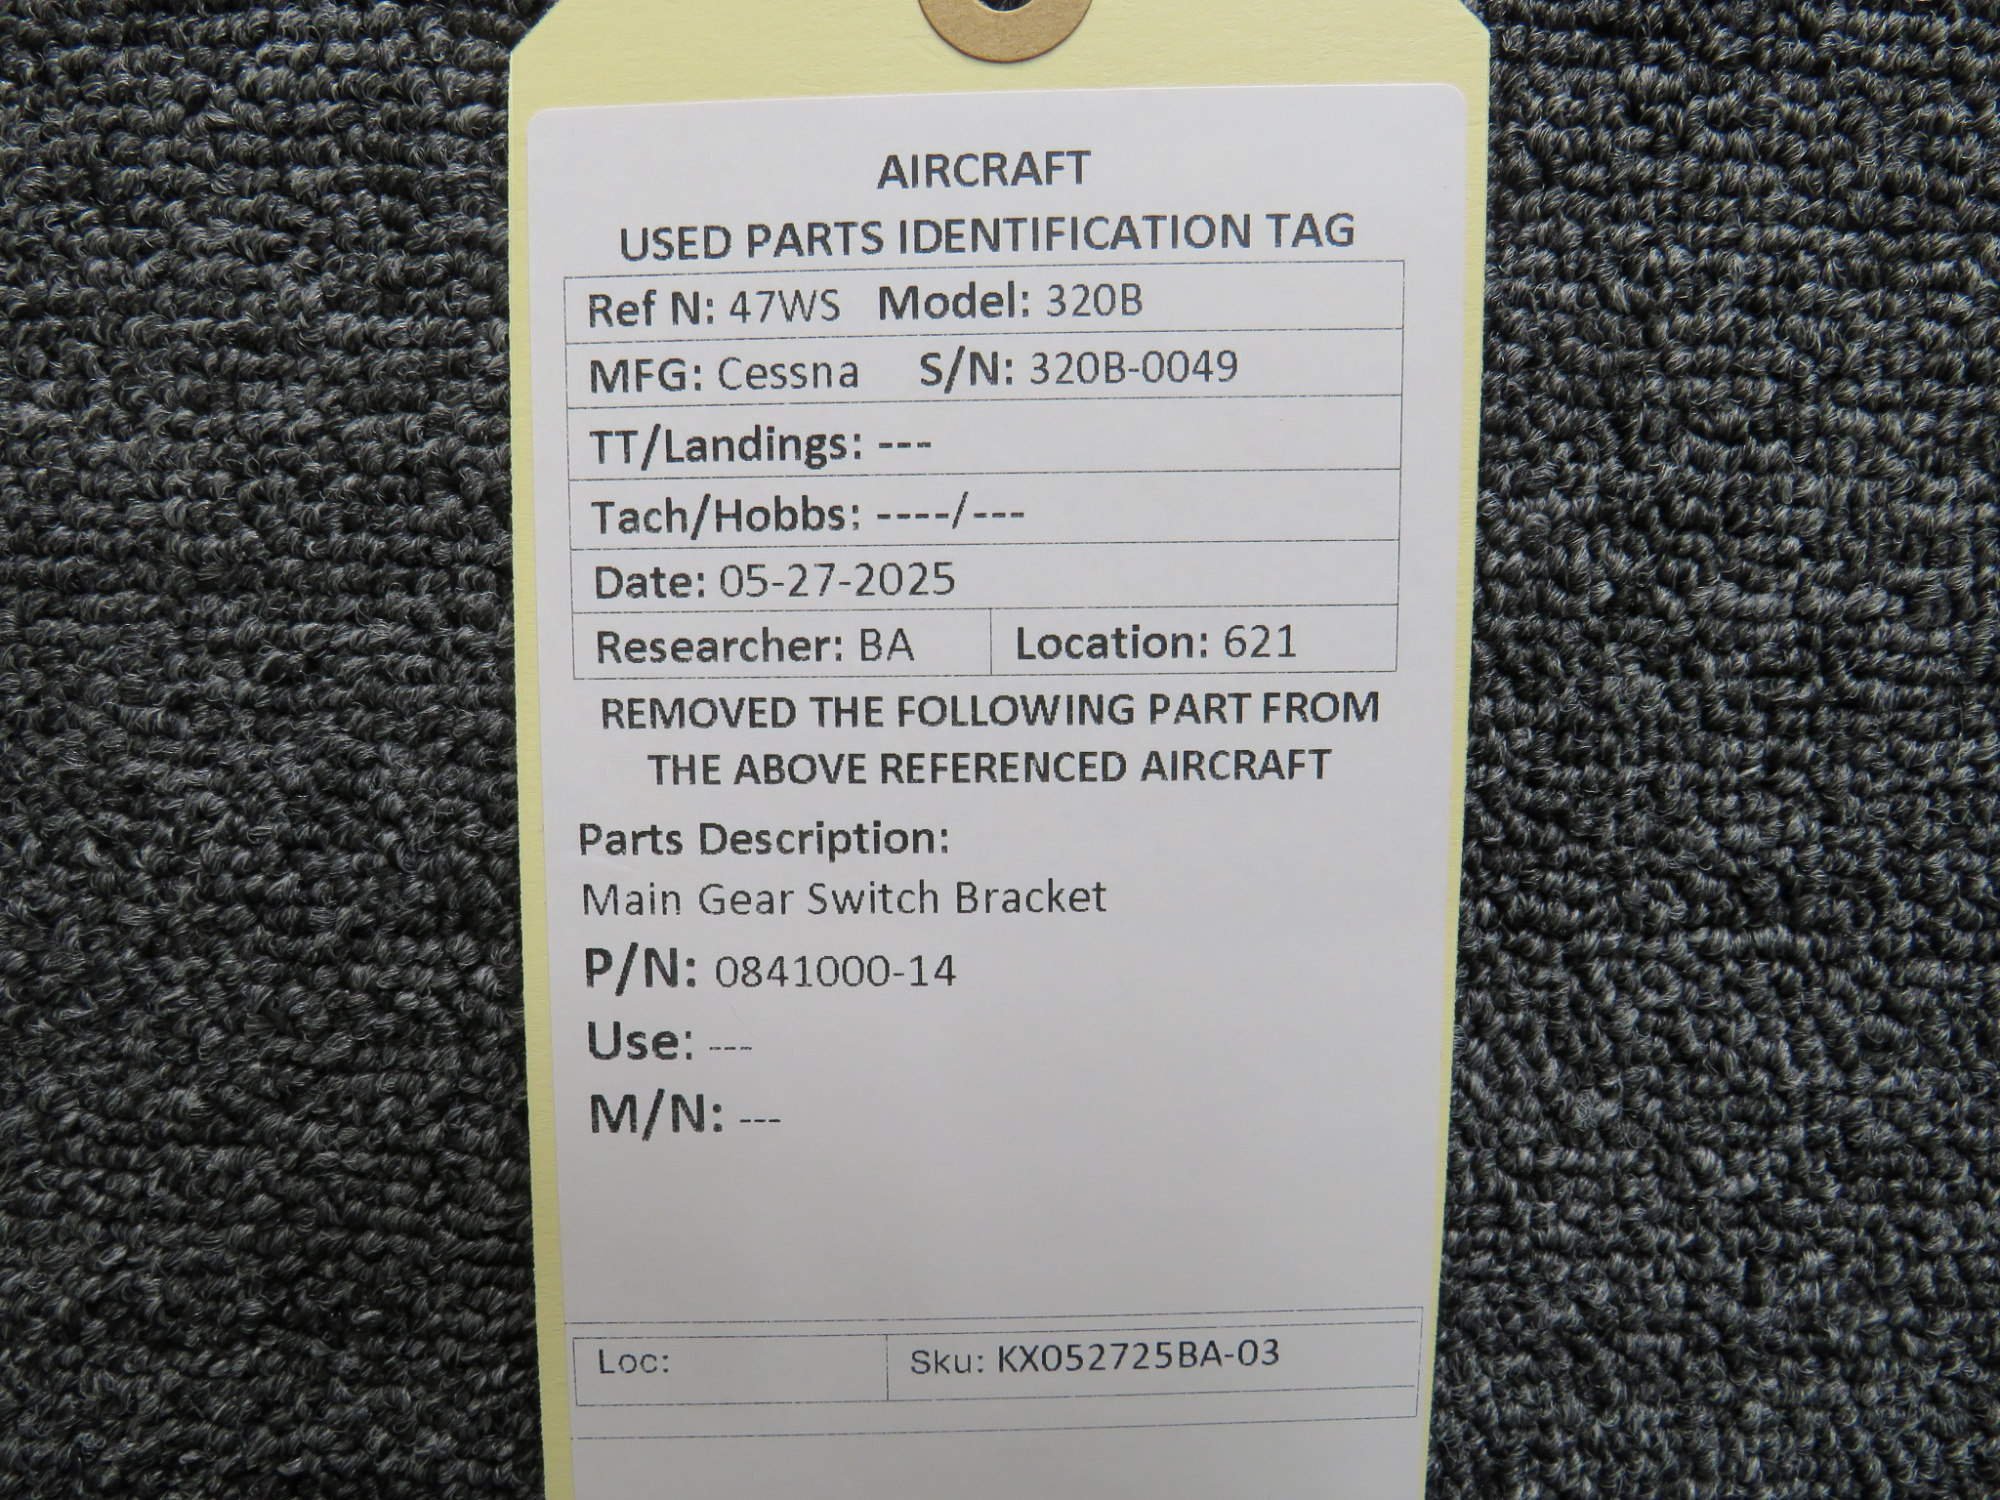 AIRCRAFT
USED PARTS IDENTIFICATION TAG
Ref N: 47WS Model: 320B
MFG: Cessna S/N: 320B-0049
TT/Landings: ---
Tach/Hobbs: ----/---
Date: 05-27-2025
Researcher: BA Location: 621
REMOVED THE FOLLOWING PART FROM
THE ABOVE REFERENCED AIRCRAFT
Parts Description:
Main Gear Switch Bracket
P/N: 0841000-14
Use: ---
M/N: ---
Loc: Sku: KX052725BA-03